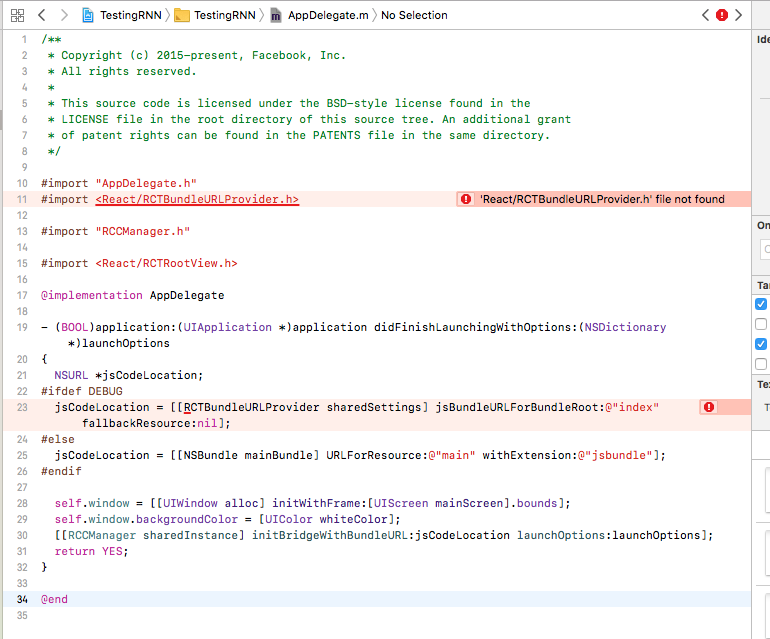 TestingRNN TestingRNN AppDelegate.m No Selection
1 /**
2 * Copyright (c) 2015-present, Facebook, Inc.
3 * All rights reserved.
4 *
5 * This source code is licensed under the BSD-style license found in the
6 * LICENSE file in the root directory of this source tree. An additional grant
7 * of patent rights can be found in the PATENTS file in the same directory.
8 */
9
10 #import "AppDelegate.h"
11 #import <React/RCTBundleURLProvider.h> 'React/RCTBundleURLProvider.h' file not found
12
13 #import "RCCManager.h"
14
15 #import <React/RCTRootView.h>
16
17 @implementation AppDelegate
18
19 - (BOOL)application:(UIApplication *)application didFinishLaunchingWithOptions:(NSDictionary
*)launchOptions
20 {
21 NSURL *jsCodeLocation;
22 #ifdef DEBUG
23 jsCodeLocation = [[RCTBundleURLProvider sharedSettings] jsBundleURLForBundleRoot:@"index"
fallbackResource:nil];
24 #else
25 jsCodeLocation = [[NSBundle mainBundle] URLForResource:@"main" withExtension:@"jsbundle"];
26 #endif
27
28 self.window = [[UIWindow alloc] initWithFrame:[UIScreen mainScreen].bounds];
29 self.window.backgroundColor = [UIColor whiteColor];
30 [[RCCManager sharedInstance] initBridgeWithBundleURL:jsCodeLocation launchOptions:launchOptions];
31 return YES;
32 }
33
34 @end
35
Ide
On
Ta
Te
T